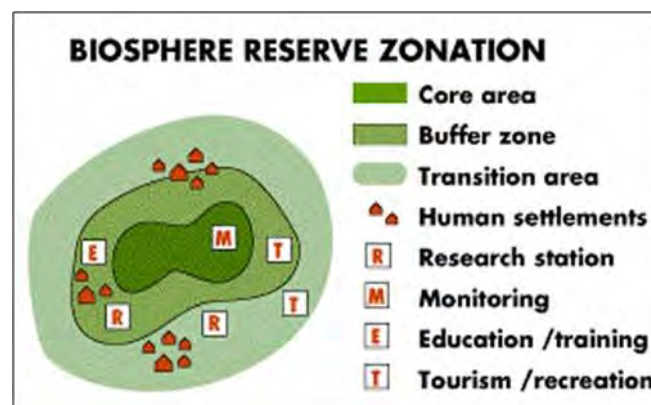 BIOSPHERE RESERVE ZONATION
Core area
Buffer zone
Transition area
Human settlements
R Research station
M Monitoring
E Education /training
T Tourism /recreation
E
M
T
R
R
T